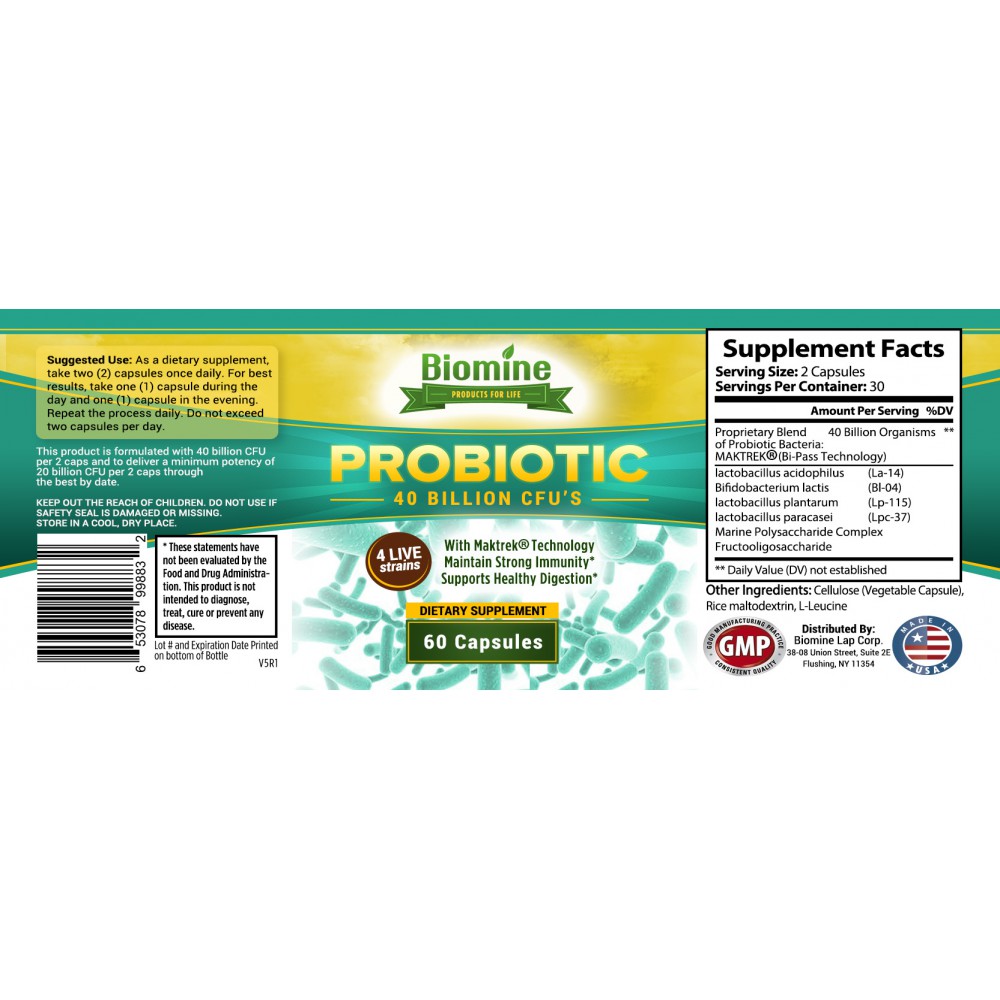 Suggested Use: As a dietary supplement,
take two (2) capsules once daily. For best
results, take one (1) capsule during the
day and one (1) capsule in the evening.
Repeat the process daily. Do not exceed
two capsules per day.
This product is formulated with 40 billion CFU
per 2 caps and to deliver a minimum potency of
20 billion CFU per 2 caps through
the best by date.
KEEP OUT THE REACH OF CHILDREN. DO NOT USE IF
SAFETY SEAL IS DAMAGED OR MISSING.
STORE IN A COOL, DRY PLACE.
6 53078 99883 2
* These statements have
not been evaluated by the
Food and Drug Administra-
tion. This product is not
intended to diagnose,
treat, cure or prevent any
disease.
Lot # and Expiration Date Printed
on bottom of Bottle
V5R1
Biomine
PRODUCTS FOR LIFE
PROBIOTIC
40 BILLION CFU'S
4 LIVE
strains
With Maktrek® Technology
Maintain Strong Immunity*
Supports Healthy Digestion*
DIETARY SUPPLEMENT
60 Capsules
Supplement Facts
Serving Size: 2 Capsules
Servings Per Container: 30
Amount Per Serving %DV
Proprietary Blend 40 Billion Organisms **
of Probiotic Bacteria:
MAKTREK® (Bi-Pass Technology)
lactobacillus acidophilus (La-14)
Bifidobacterium lactis (Bl-04)
lactobacillus plantarum (Lp-115)
lactobacillus paracasei (Lpc-37)
Marine Polysaccharide Complex
Fructooligosaccharide
** Daily Value (DV) not established
Other Ingredients: Cellulose (Vegetable Capsule),
Rice maltodextrin, L-Leucine
GOOD MANUFACTURING PRACTICE
GMP
CONSISTENT QUALITY
Distributed By:
Biomine Lap Corp.
38-08 Union Street, Suite 2E
Flushing, NY 11354
MADE IN
USA